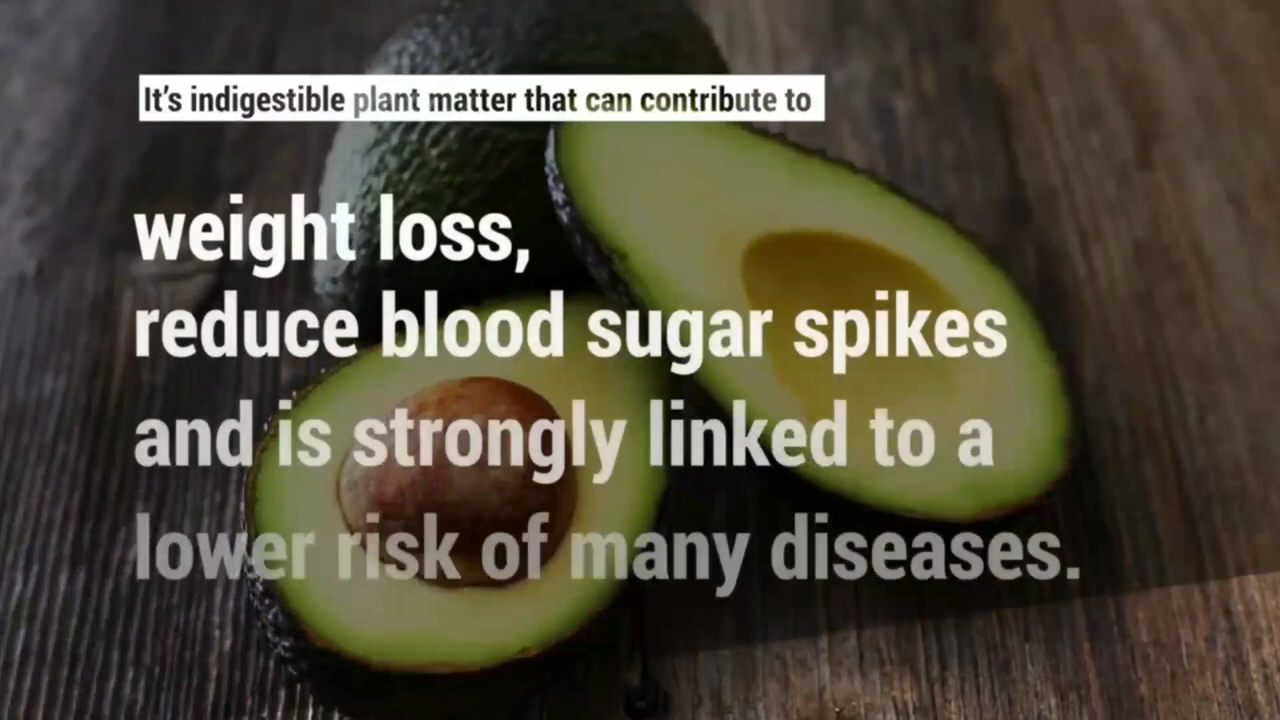 It's indigestible plant matter that can contribute to
weight loss,
reduce blood sugar spikes
and is strongly linked to a
lower risk of many diseases.